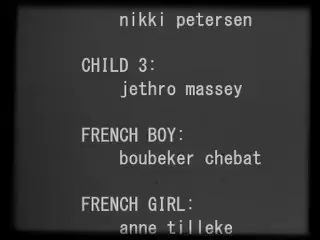 nikki petersen
CHILD 3:
jethro massey
FRENCH BOY:
boubeker chebat
FRENCH GIRL:
anne tilleke